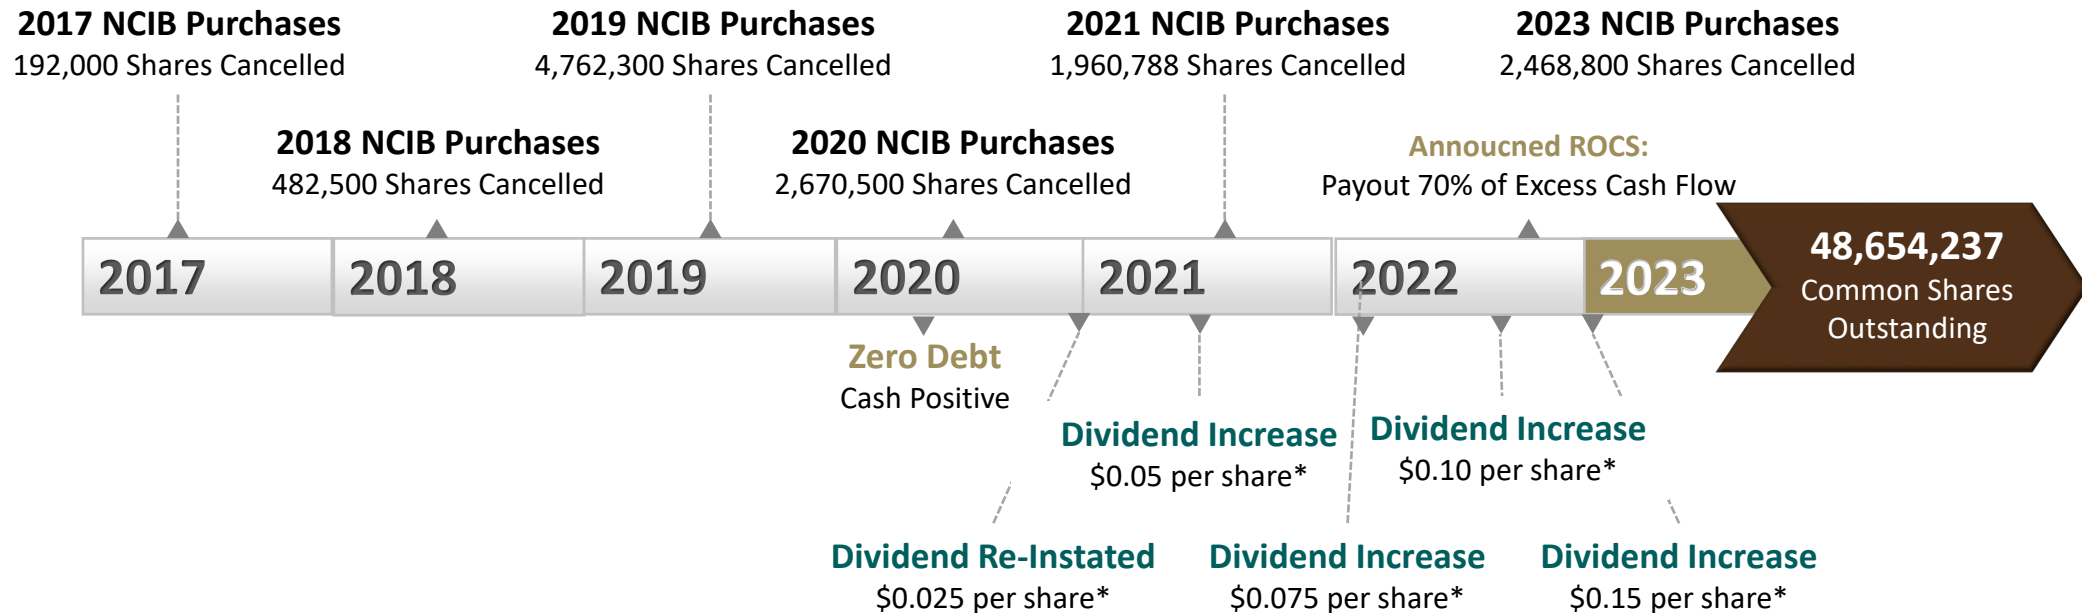 2017 NCIB Purchases
192,000 Shares Cancelled
2019 NCIB Purchases
4,762,300 Shares Cancelled
2021 NCIB Purchases
1,960,788 Shares Cancelled
2023 NCIB Purchases
2,468,800 Shares Cancelled
2018 NCIB Purchases
482,500 Shares Cancelled
2020 NCIB Purchases
2,670,500 Shares Cancelled
Annoucned ROCS:
Payout 70% of Excess Cash Flow
2017
2018
2019
2020
2021
2022
2023
48,654,237
Common Shares
Outstanding
Zero Debt
Cash Positive
Dividend Increase
$0.05 per share*
Dividend Increase
$0.10 per share*
Dividend Re-Instated
$0.025 per share*
Dividend Increase
$0.075 per share*
Dividend Increase
$0.15 per share*